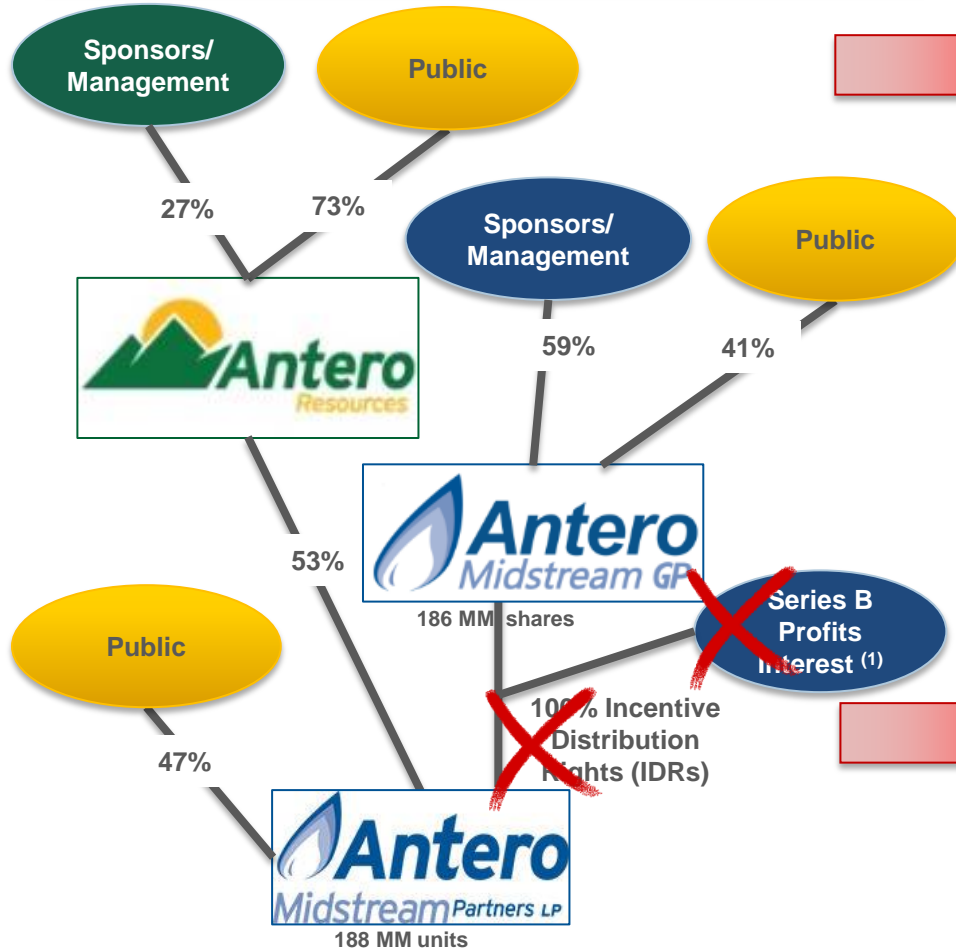 Sponsors/
Management
Public
27%
73%
Sponsors/
Management
Public
59%
41%
Antero
Resources
Antero
Midstream GP
186 MM shares
53%
Series B
Profits
Interest (1)
Public
100% Incentive
Distribution
Rights (IDRs)
47%
Antero
Midstream Partners LP
188 MM units